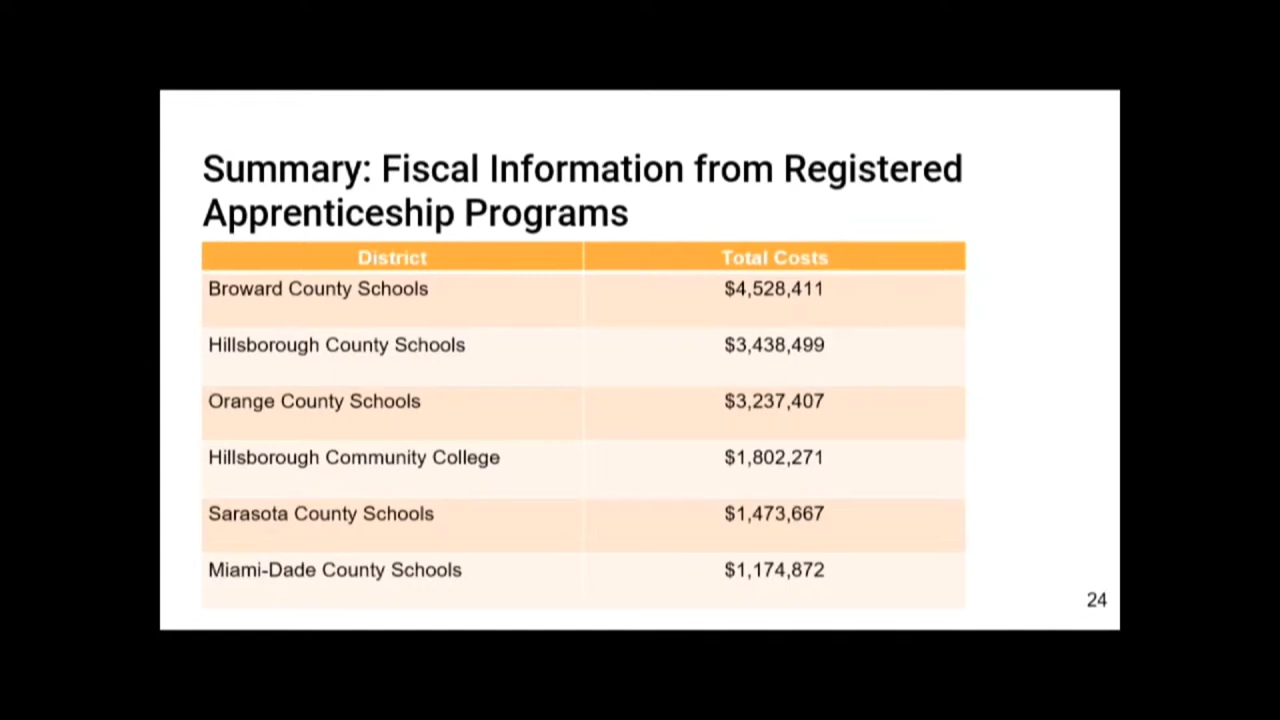 Summary: Fiscal Information from Registered
Apprenticeship Programs
District Total Costs
Broward County Schools $4,528,411
Hillsborough County Schools $3,438,499
Orange County Schools $3,237,407
Hillsborough Community College $1,802,271
Sarasota County Schools $1,473,667
Miami-Dade County Schools $1,174,872
24